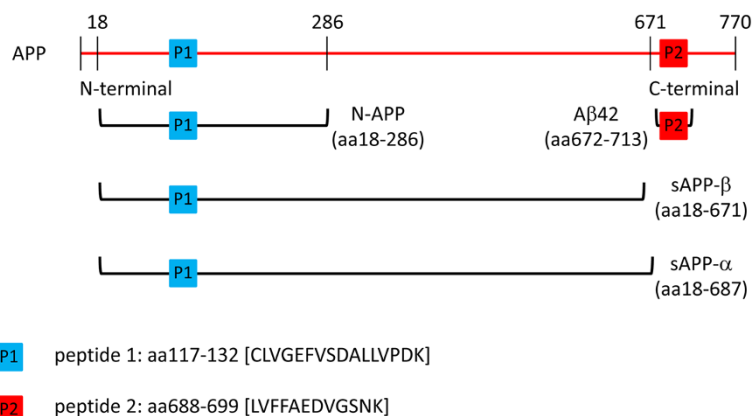 18 286 671 770
APP P1 P2
N-terminal C-terminal
P1 N-APP Aβ42 P2
(aa18-286) (aa672-713)
P1 sAPP-β
(aa18-671)
P1 sAPP-α
(aa18-687)
P1 peptide 1: aa117-132 [CLVGEFVSDALLVPDK]
P2 peptide 2: aa688-699 [LVFFAEDVGSNK]